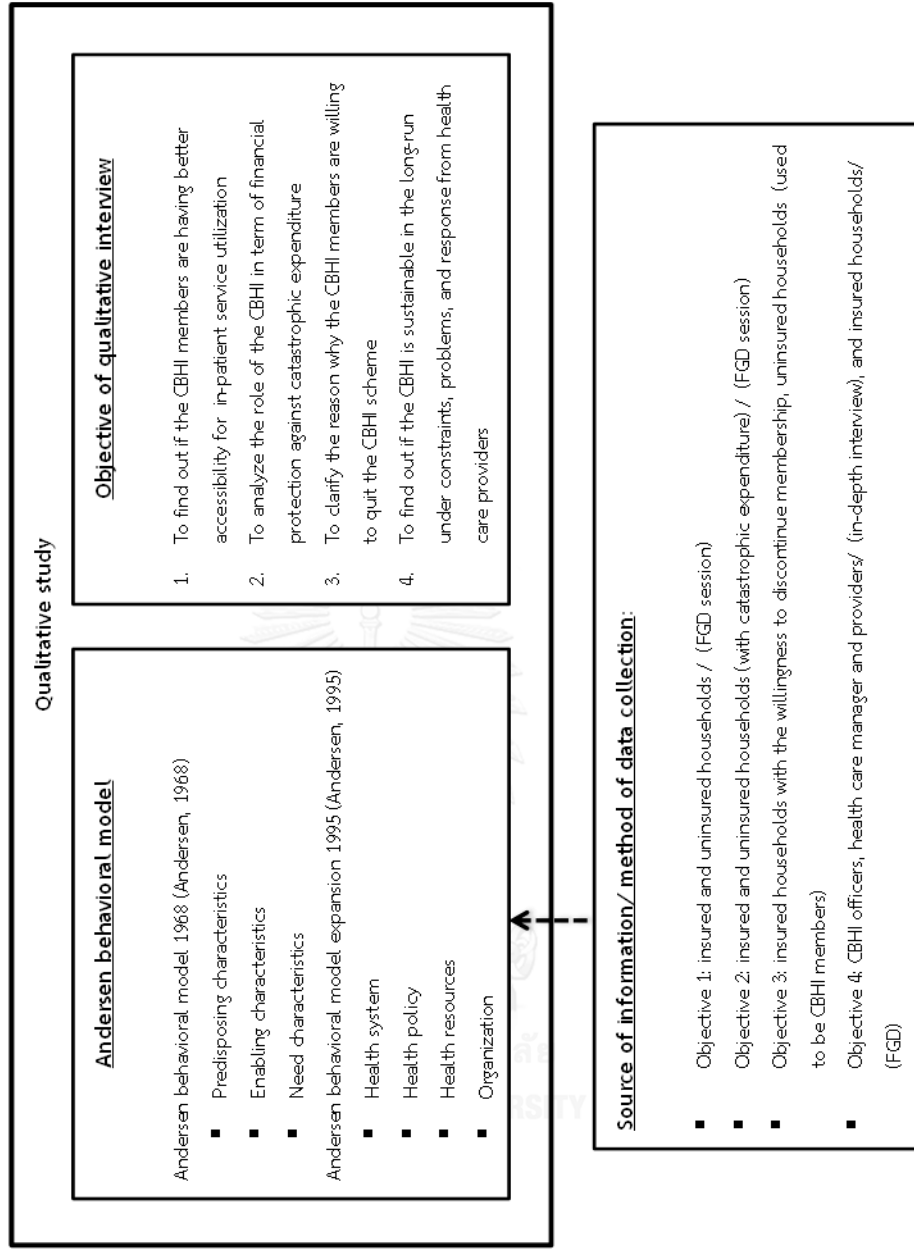 Qualitative study
Andersen behavioral model
Andersen behavioral model 1968 (Andersen, 1968)
▪ Predisposing characteristics
▪ Enabling characteristics
▪ Need characteristics
Andersen behavioral model expansion 1995 (Andersen, 1995)
▪ Health system
▪ Health policy
▪ Health resources
▪ Organization
Objective of qualitative interview
1. To find out if the CBHI members are having better
accessibility for in-patient service utilization
2. To analyze the role of the CBHI in term of financial
protection against catastrophic expenditure
3. To clarify the reason why the CBHI members are willing
to quit the CBHI scheme
4. To find out if the CBHI is sustainable in the long-run
under constraints, problems, and response from health
care providers
Source of information/ method of data collection:
▪ Objective 1: insured and uninsured households / (FGD session)
▪ Objective 2: insured and uninsured households (with catastrophic expenditure) / (FGD session)
▪ Objective 3: insured households with the willingness to discontinue membership, uninsured households (used
to be CBHI members)
▪ Objective 4: CBHI officers, health care manager and providers/ (in-depth interview), and insured households/
(FGD)